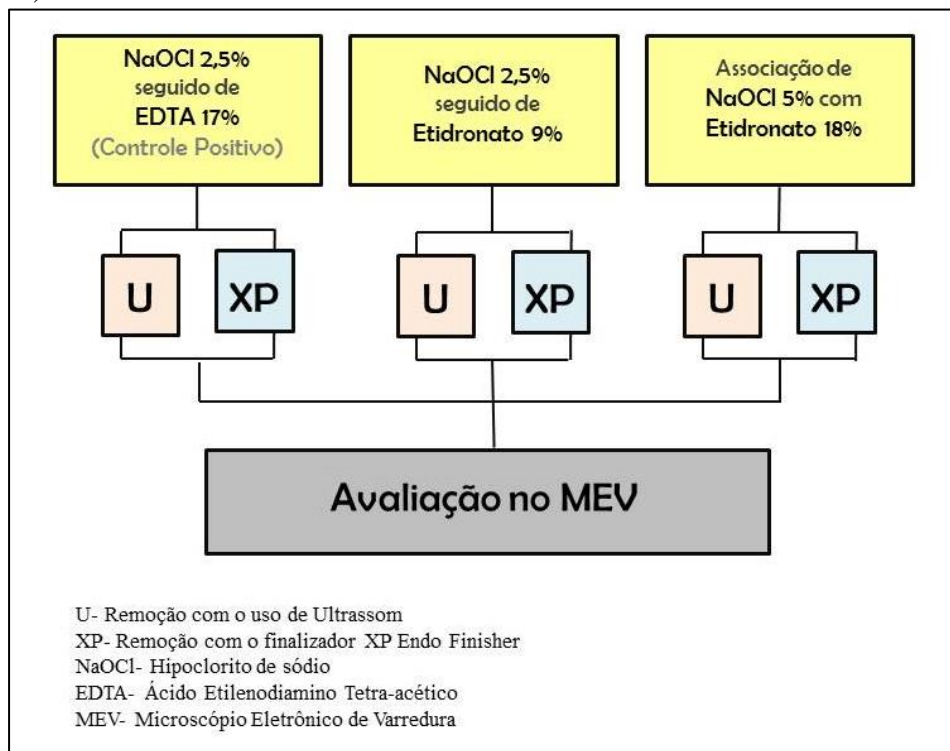 NaOCl 2,5%
seguido de
EDTA 17%
(Controle Positivo)
NaOCl 2,5%
seguido de
Etidronato 9%
Associação de
NaOCl 5% com
Etidronato 18%
U
XP
U
XP
U
XP
Avaliação no MEV
U- Remoção com o uso de Ultrassom
XP- Remoção com o finalizador XP Endo Finisher
NaOCl- Hipoclorito de sódio
EDTA- Ácido Etilenodiamino Tetra-acético
MEV- Microscópio Eletrônico de Varredura